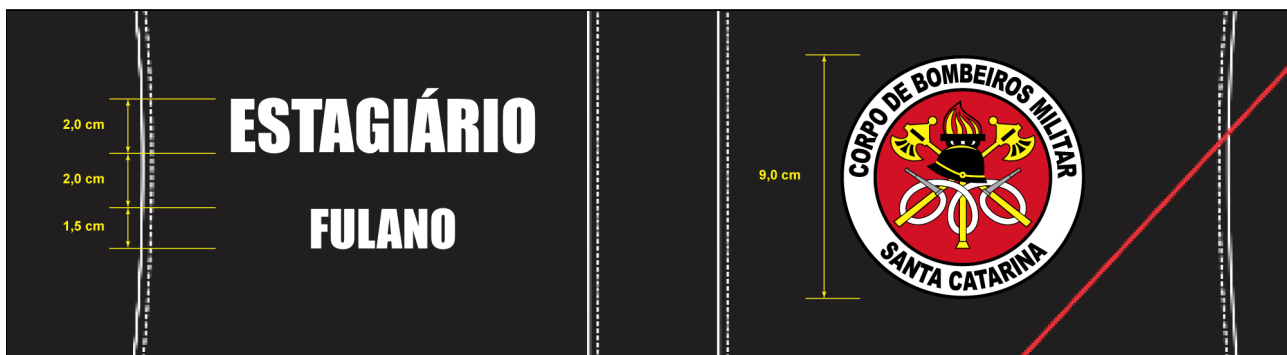 2,0 cm
ESTAGIÁRIO
2,0 cm
1,5 cm
FULANO
9,0 cm
CORPO DE BOMBEIROS MILITAR
SANTA CATARINA